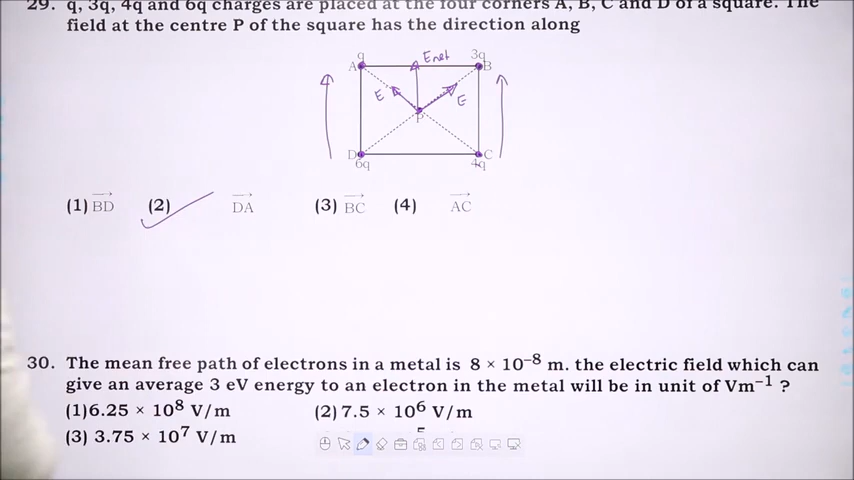 29. q, 3q, 4q and 6q charges are placed at the four corners A, B, C and D of a square. The
field at the centre P of the square has the direction along
q 3q
A B
Enet
E E
P
D C
6q 4q
(1) BD (2) DA (3) BC (4) AC
30. The mean free path of electrons in a metal is 8 × 10–8 m. the electric field which can
give an average 3 eV energy to an electron in the metal will be in unit of Vm–1 ?
(1)6.25 × 108 V/m (2) 7.5 × 106 V/m
(3) 3.75 × 107 V/m